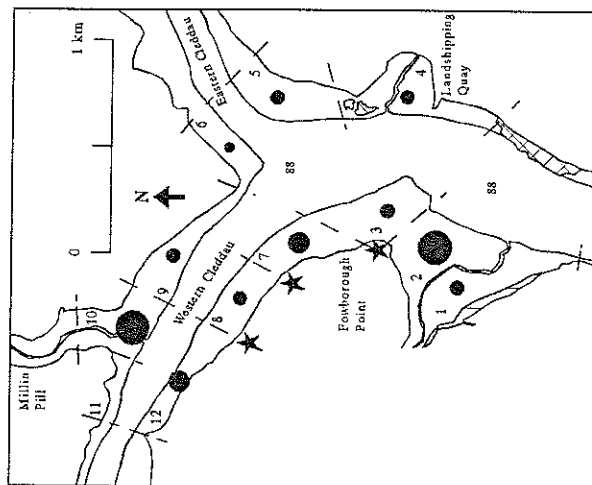 1 km
0
N
Eastern Cleddau
5
6
4
Landshipping
Quay
88
88
Millin
Pill
10
9
Western Cleddau
7
8
3
11
12
Fowborough
Point
2
1